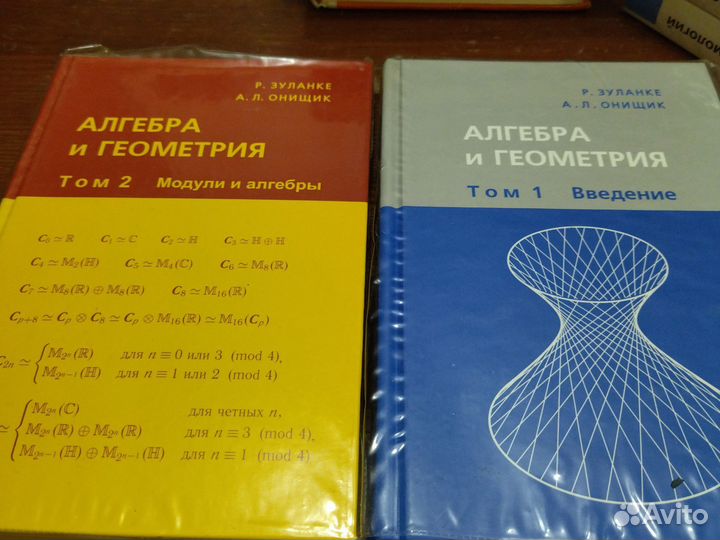 Р. ЗУЛАНКЕ
А. Л. ОНИЩИК
АЛГЕБРА
и ГЕОМЕТРИЯ
Том 2 Модули и алгебры
C₀ ≃ ℝ C₁ ≃ ℂ C₂ ≃ ℍ C₃ ≃ ℍ ⊕ ℍ
C₄ ≃ M₂(ℍ) C₅ ≃ M₄(ℂ) C₆ ≃ M₈(ℝ)
C₇ ≃ M₈(ℝ) ⊕ M₈(ℝ) C₈ ≃ M₁₆(ℝ)
Cₚ₊₈ ≃ Cₚ ⊗ C₈ ≃ Cₚ ⊗ M₁₆(ℝ) ≃ M₁₆(Cₚ)
C₂ₙ ≃ { M₂ⁿ(ℝ) для n ≡ 0 или 3 (mod 4),
M₂ⁿ⁻¹(ℍ) для n ≡ 1 или 2 (mod 4)
≃ { M₂ⁿ(ℂ) для четных n,
M₂ⁿ(ℝ) ⊕ M₂ⁿ(ℝ) для n ≡ 3 (mod 4),
M₂ⁿ⁻¹(ℍ) ⊕ M₂ⁿ⁻¹(ℍ) для n ≡ 1 (mod 4)
Р. ЗУЛАНКЕ
А. Л. ОНИЩИК
АЛГЕБРА
и ГЕОМЕТРИЯ
Том 1 Введение
Avito